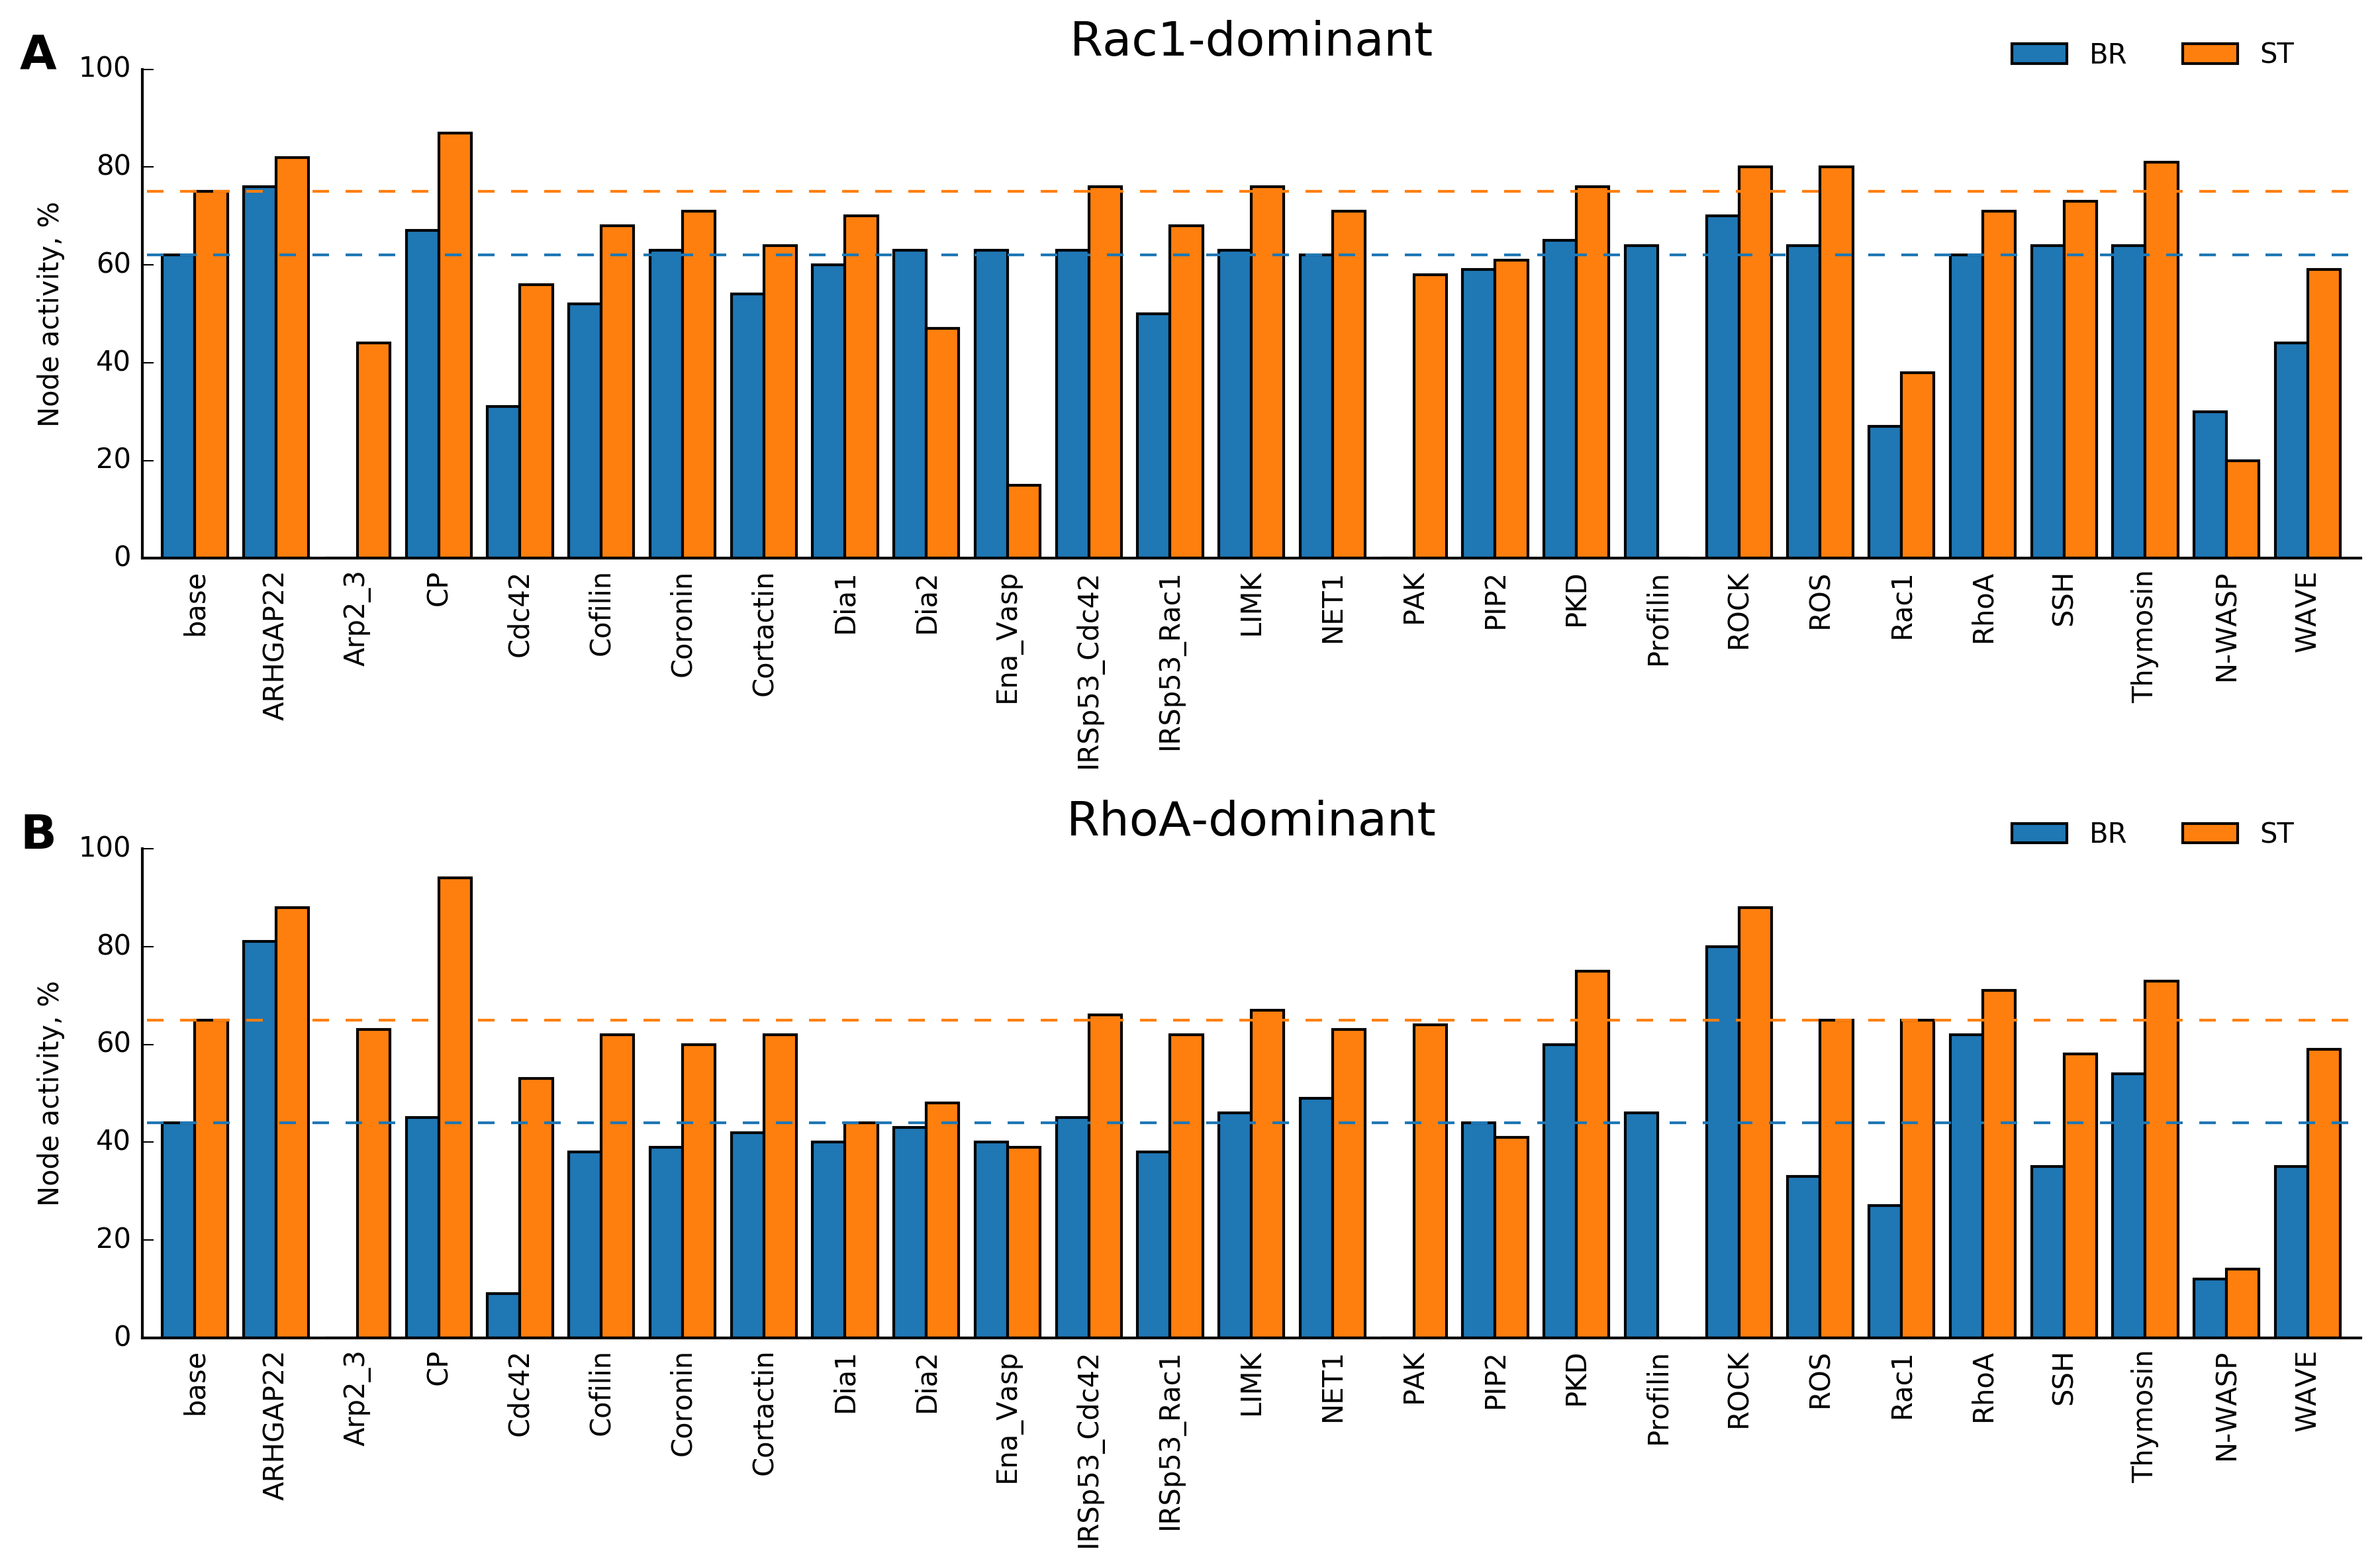 A
Rac1-dominant
BR
ST
Node activity, %
100
80
60
40
20
0
base
ARHGAP22
Arp2_3
CP
Cdc42
Cofilin
Coronin
Cortactin
Dia1
Dia2
Ena_Vasp
IRSp53_Cdc42
IRSp53_Rac1
LIMK
NET1
PAK
PIP2
PKD
Profilin
ROCK
ROS
Rac1
RhoA
SSH
Thymosin
N-WASP
WAVE
B
RhoA-dominant
BR
ST
Node activity, %
100
80
60
40
20
0
base
ARHGAP22
Arp2_3
CP
Cdc42
Cofilin
Coronin
Cortactin
Dia1
Dia2
Ena_Vasp
IRSp53_Cdc42
IRSp53_Rac1
LIMK
NET1
PAK
PIP2
PKD
Profilin
ROCK
ROS
Rac1
RhoA
SSH
Thymosin
N-WASP
WAVE